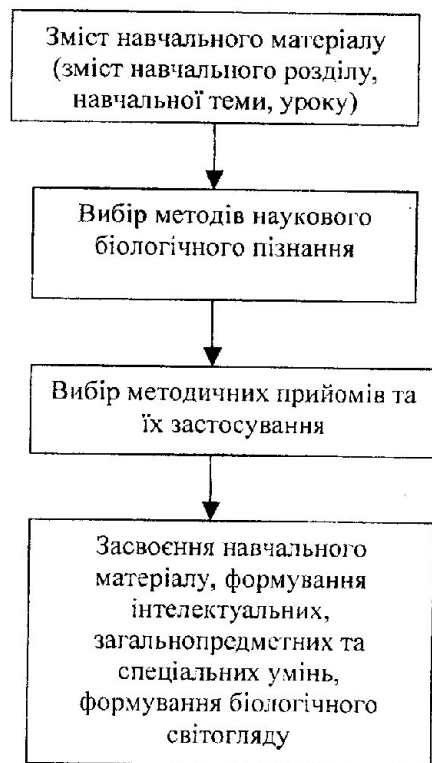 Зміст навчального матеріалу
(зміст навчального розділу,
навчальної теми, уроку)
Вибір методів наукового
біологічного пізнання
Вибір методичних прийомів та
їх застосування
Засвоєння навчального
матеріалу, формування
інтелектуальних,
загальнопредметних та
спеціальних умінь,
формування біологічного
світогляду